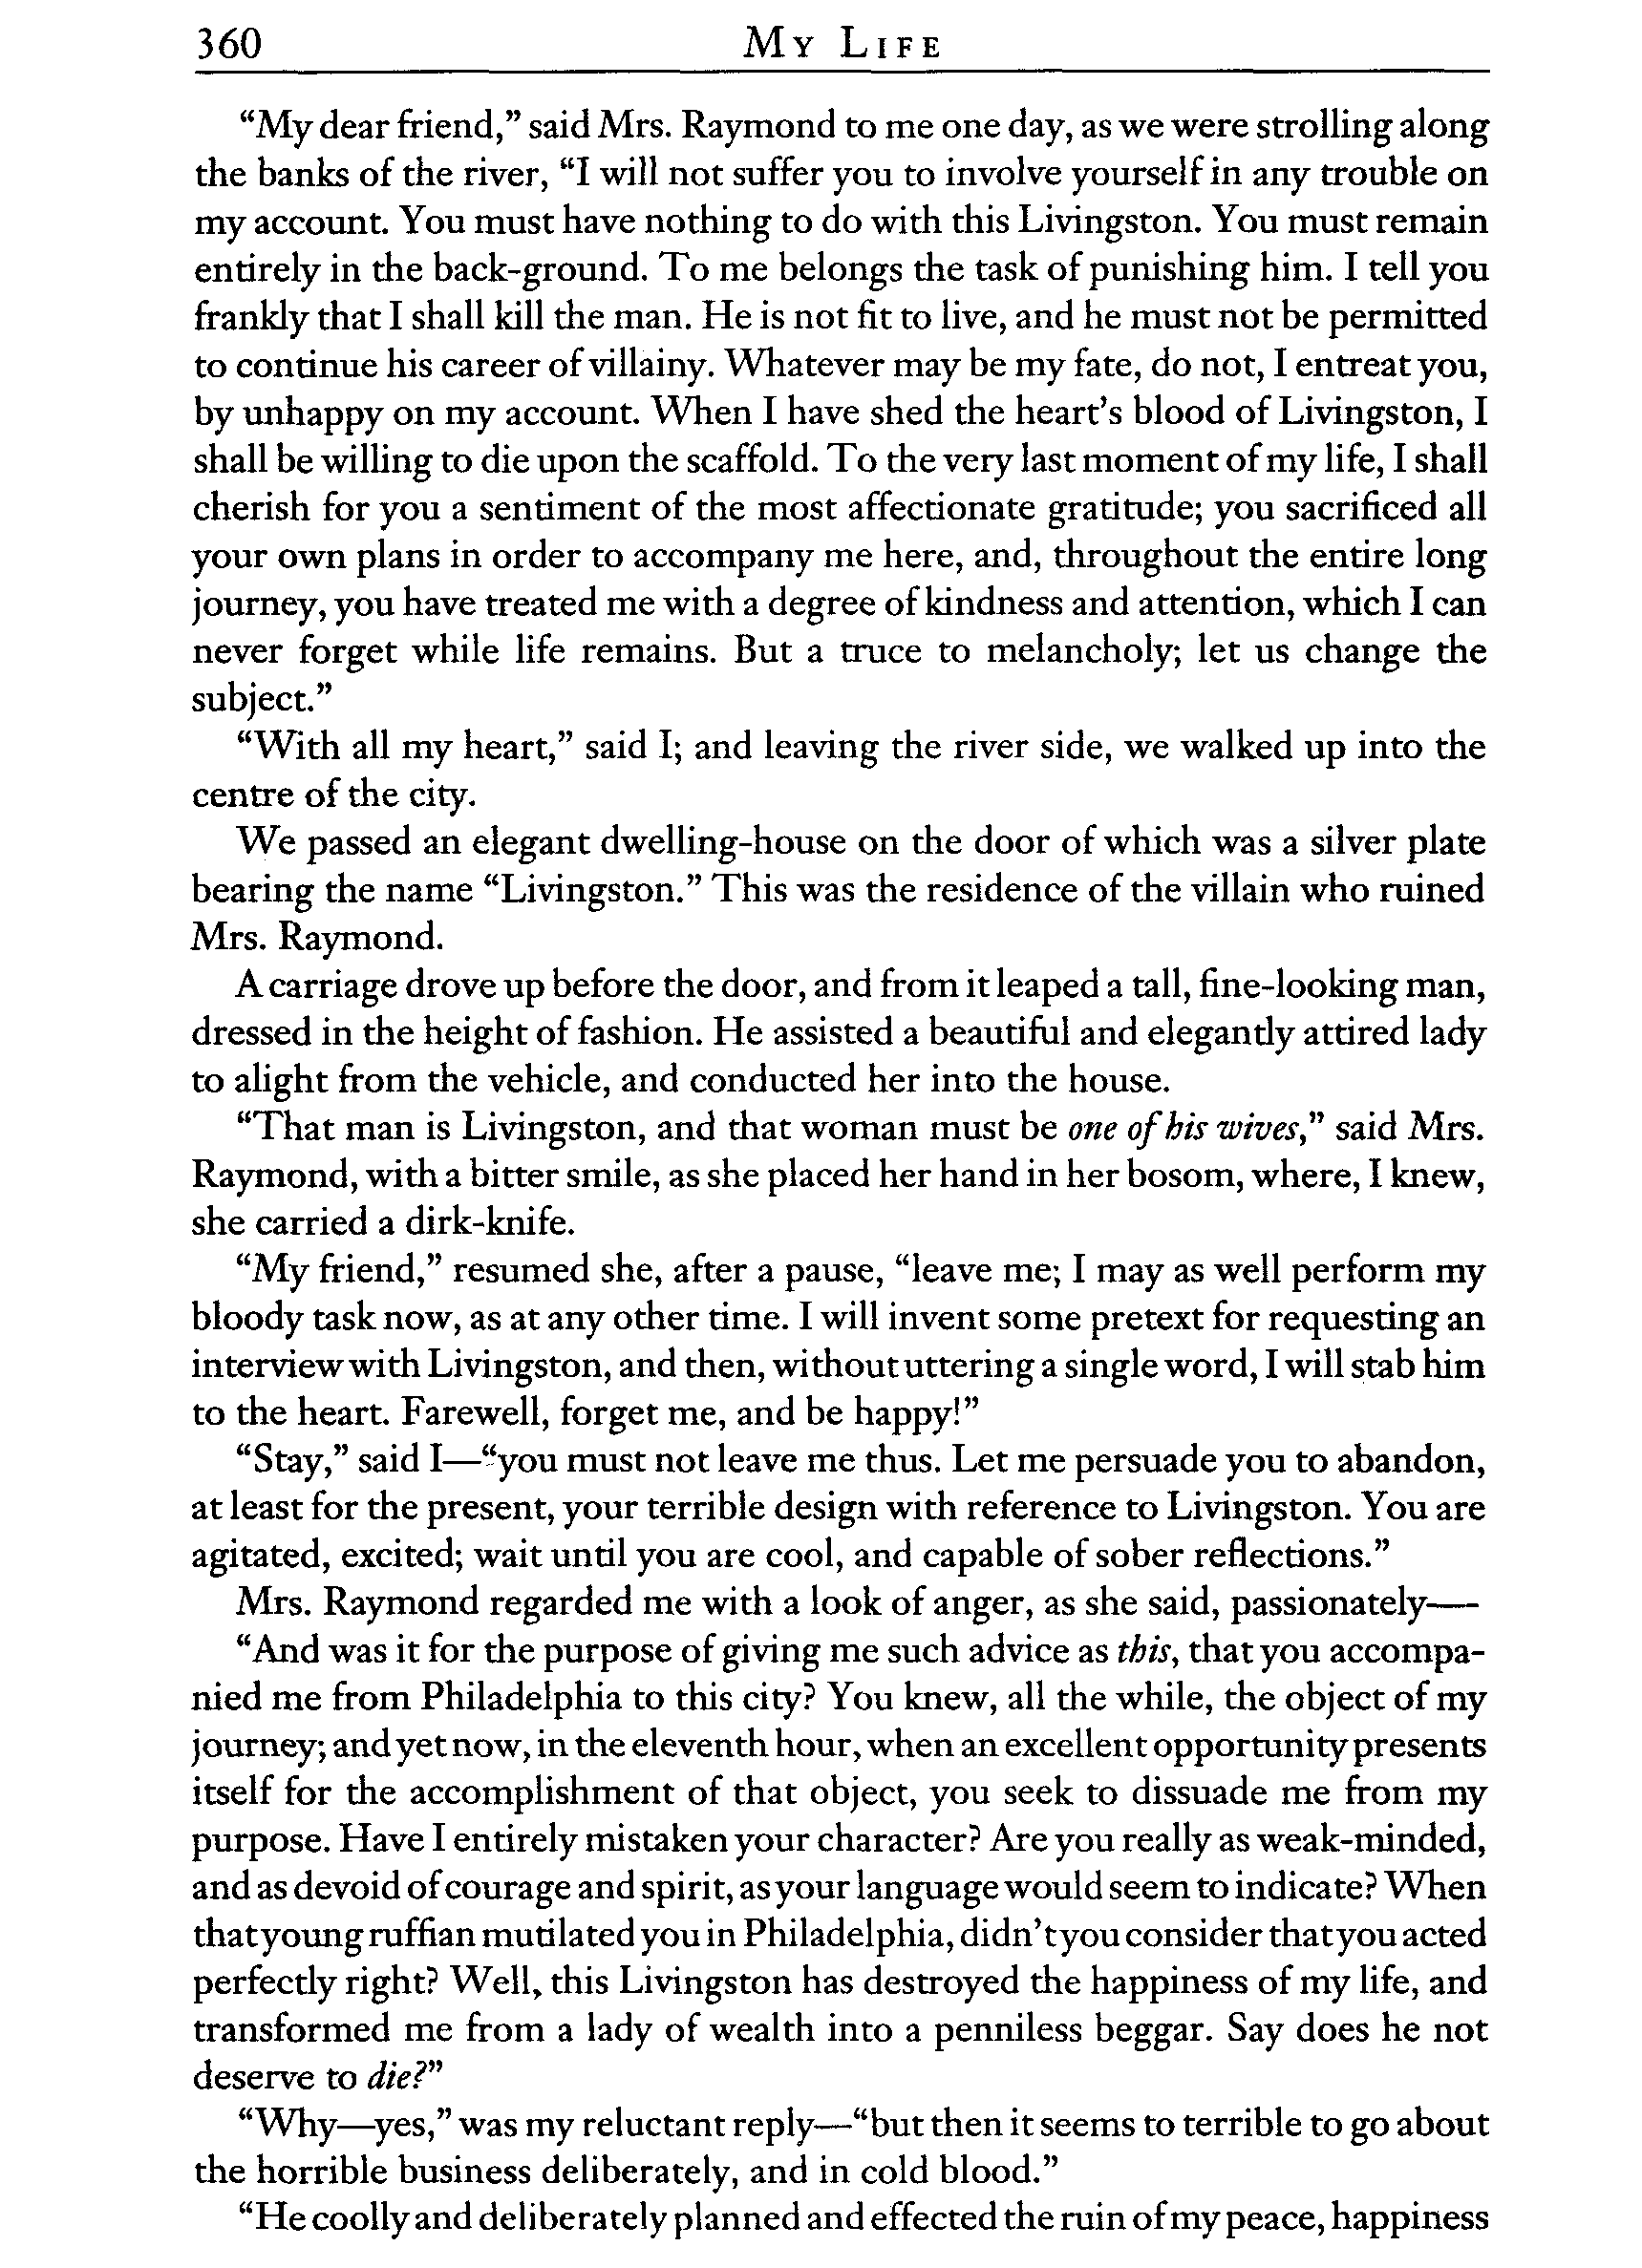 360 My Life
“My dear friend,” said Mrs. Raymond to me one day, as we were strolling along
the banks of the river, “I will not suffer you to involve yourself in any trouble on
my account. You must have nothing to do with this Livingston. You must remain
entirely in the back-ground. To me belongs the task of punishing him. I tell you
frankly that I shall kill the man. He is not fit to live, and he must not be permitted
to continue his career of villainy. Whatever may be my fate, do not, I entreat you,
by unhappy on my account. When I have shed the heart’s blood of Livingston, I
shall be willing to die upon the scaffold. To the very last moment of my life, I shall
cherish for you a sentiment of the most affectionate gratitude; you sacrificed all
your own plans in order to accompany me here, and, throughout the entire long
journey, you have treated me with a degree of kindness and attention, which I can
never forget while life remains. But a truce to melancholy; let us change the
subject.”
“With all my heart,” said I; and leaving the river side, we walked up into the
centre of the city.
We passed an elegant dwelling-house on the door of which was a silver plate
bearing the name “Livingston.” This was the residence of the villain who ruined
Mrs. Raymond.
A carriage drove up before the door, and from it leaped a tall, fine-looking man,
dressed in the height of fashion. He assisted a beautiful and elegantly attired lady
to alight from the vehicle, and conducted her into the house.
“That man is Livingston, and that woman must be one of his wives,” said Mrs.
Raymond, with a bitter smile, as she placed her hand in her bosom, where, I knew,
she carried a dirk-knife.
“My friend,” resumed she, after a pause, “leave me; I may as well perform my
bloody task now, as at any other time. I will invent some pretext for requesting an
interview with Livingston, and then, without uttering a single word, I will stab him
to the heart. Farewell, forget me, and be happy!”
“Stay,” said I—“you must not leave me thus. Let me persuade you to abandon,
at least for the present, your terrible design with reference to Livingston. You are
agitated, excited; wait until you are cool, and capable of sober reflections.”
Mrs. Raymond regarded me with a look of anger, as she said, passionately—
“And was it for the purpose of giving me such advice as this, that you accompa-
nied me from Philadelphia to this city? You knew, all the while, the object of my
journey; and yet now, in the eleventh hour, when an excellent opportunity presents
itself for the accomplishment of that object, you seek to dissuade me from my
purpose. Have I entirely mistaken your character? Are you really as weak-minded,
and as devoid of courage and spirit, as your language would seem to indicate? When
that young ruffian mutilated you in Philadelphia, didn’t you consider that you acted
perfectly right? Well, this Livingston has destroyed the happiness of my life, and
transformed me from a lady of wealth into a penniless beggar. Say does he not
deserve to die?”
“Why—yes,” was my reluctant reply—“but then it seems to terrible to go about
the horrible business deliberately, and in cold blood.”
“He coolly and deliberately planned and effected the ruin of my peace, happiness